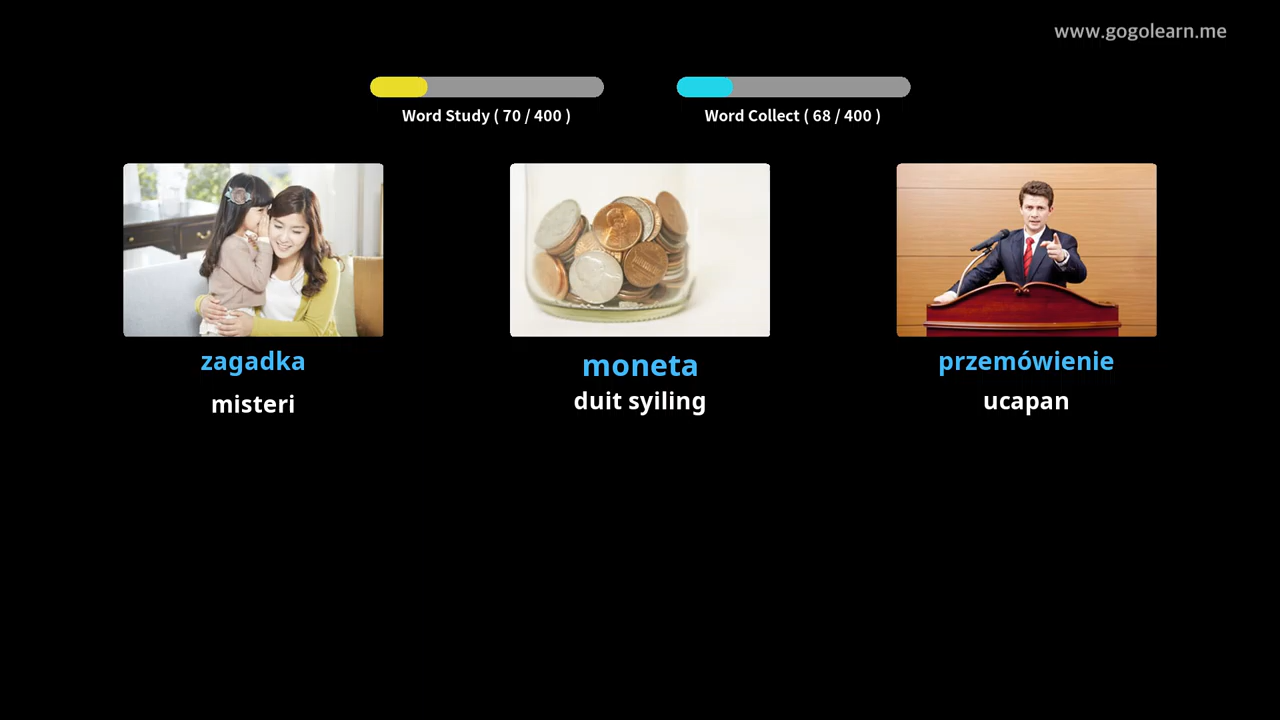 www.gogolearn.me
Word Study ( 70 / 400 )
Word Collect ( 68 / 400 )
zagadka
misteri
moneta
duit syiling
przemówienie
ucapan